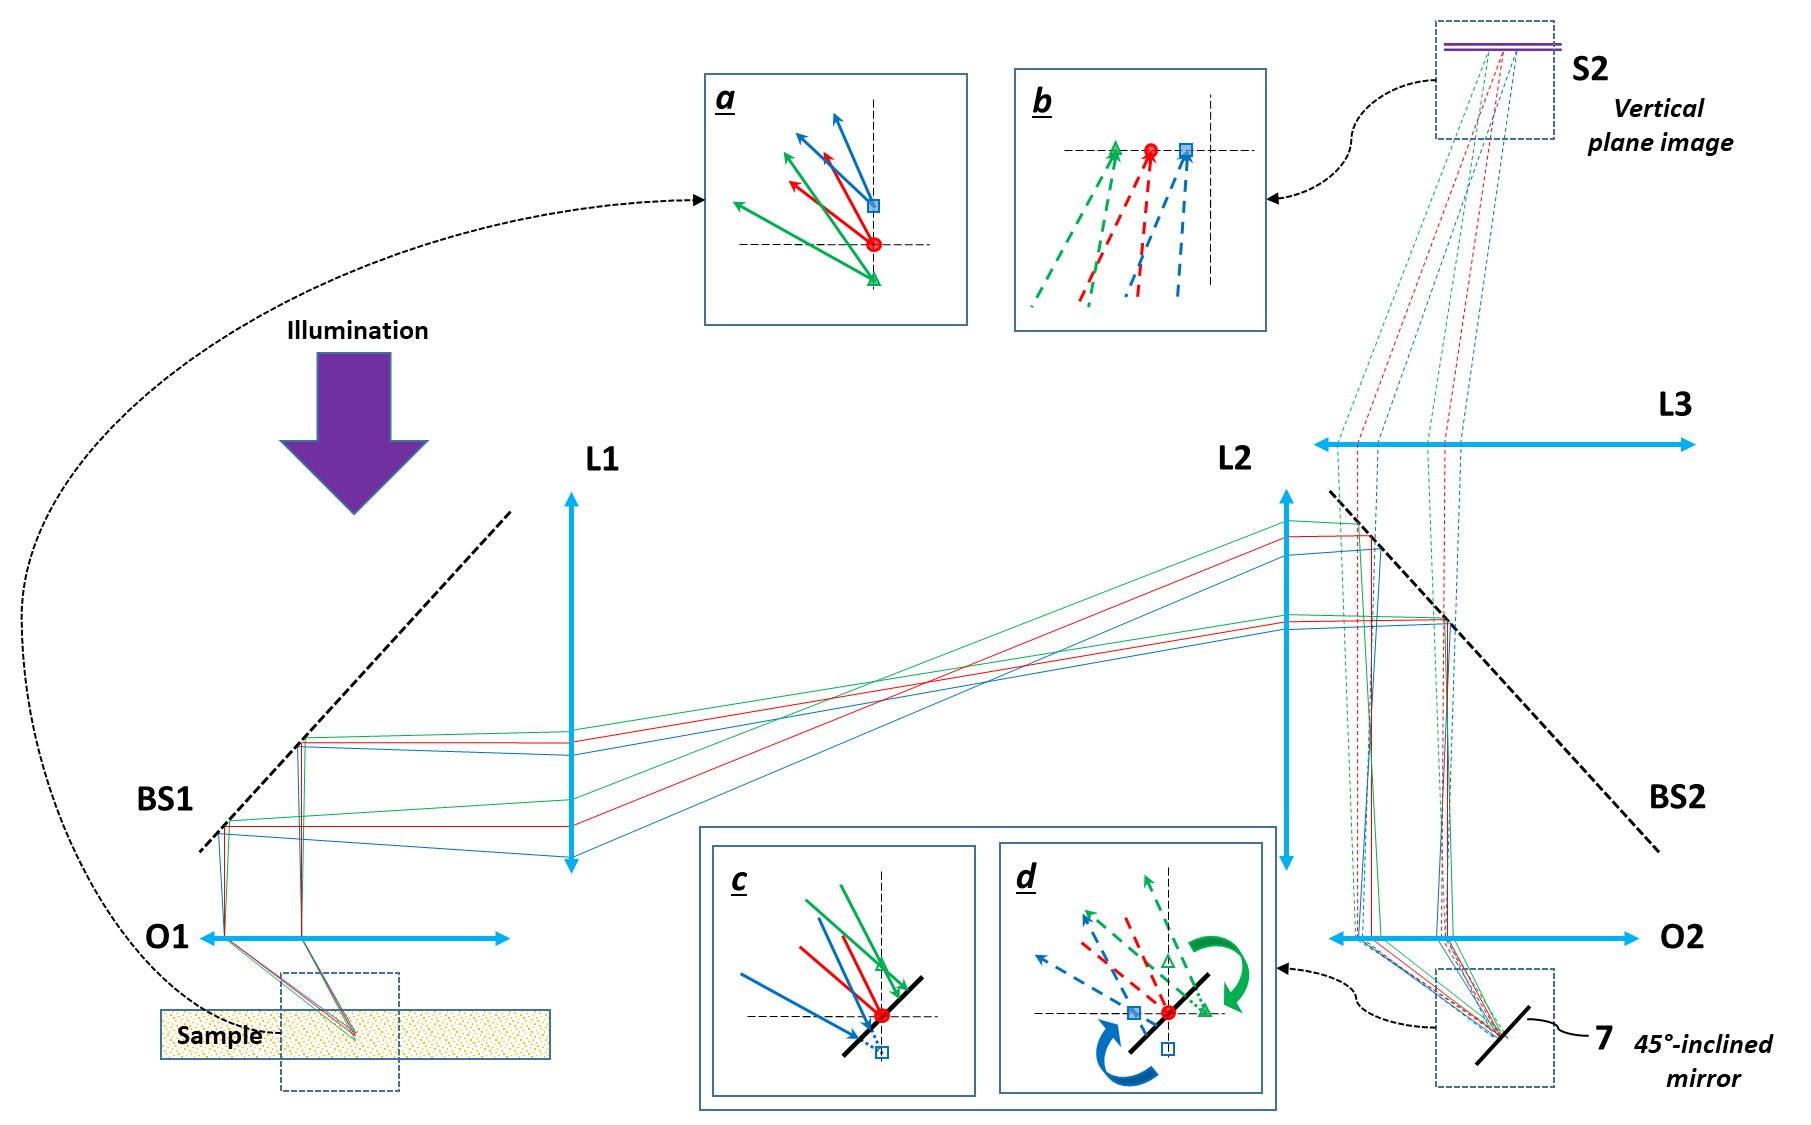 a
b
S2
Vertical
plane image
Illumination
L1
L2
L3
BS1
BS2
O1
O2
c
d
Sample
7
45°-inclined
mirror